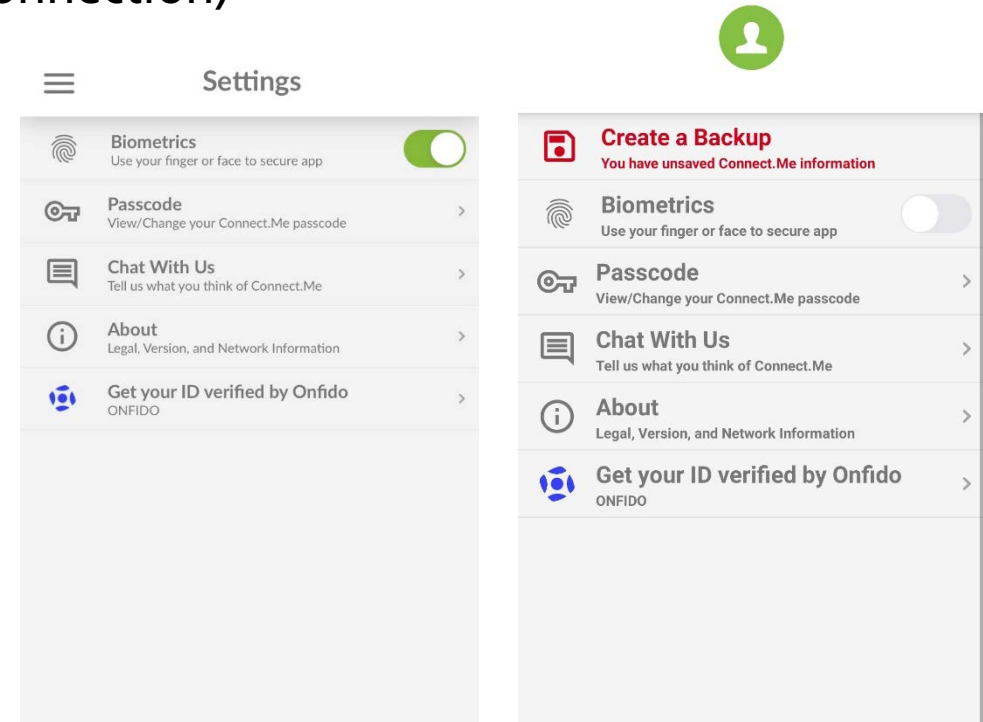 Settings
Biometrics
Use your finger or face to secure app
Passcode
View/Change your Connect.Me passcode
Chat With Us
Tell us what you think of Connect.Me
About
Legal, Version, and Network Information
Get your ID verified by Onfido
ONFIDO
Create a Backup
You have unsaved Connect.Me information
Biometrics
Use your finger or face to secure app
Passcode
View/Change your Connect.Me passcode
Chat With Us
Tell us what you think of Connect.Me
About
Legal, Version, and Network Information
Get your ID verified by Onfido
ONFIDO